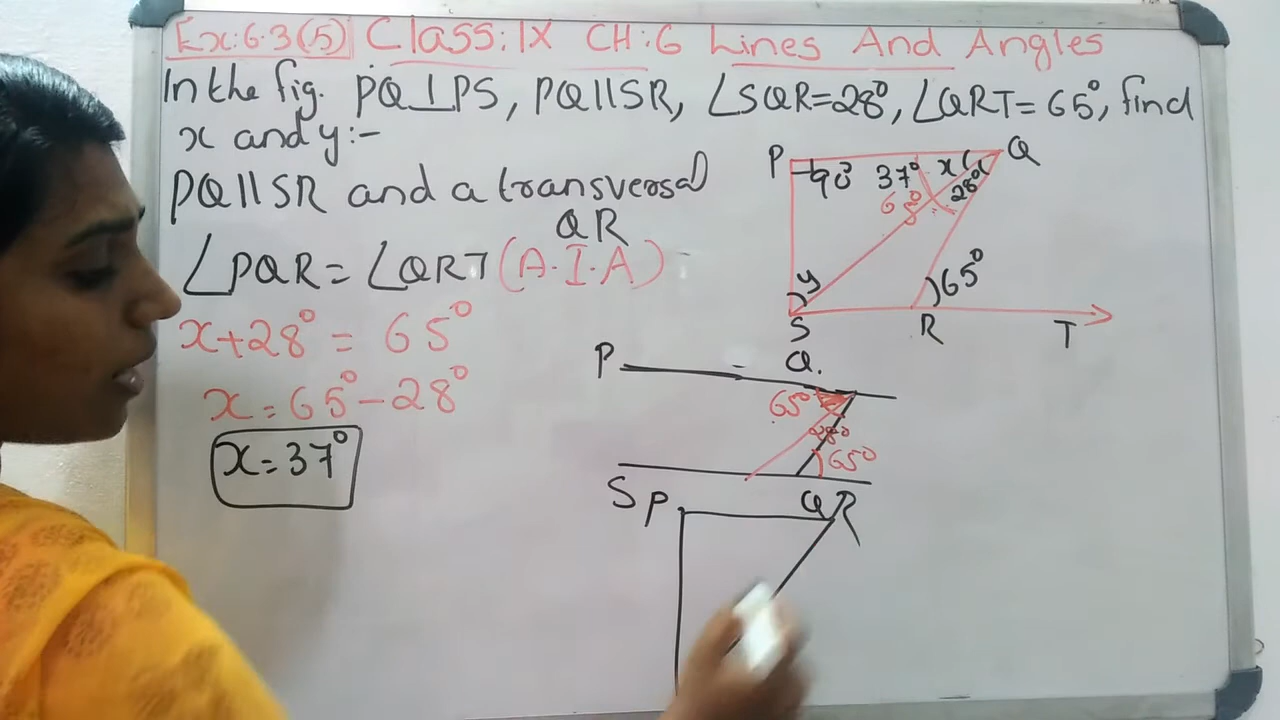 Ex:6.3(5) Class:IX CH:6 Lines And Angles
In the fig. PQ⊥PS, PQ||SR, ∠SQR=28°, ∠QRT=65°, find
x and y:-
PQ||SR and a transversal
QR
∠PQR=∠QRT (A.I.A)
x+28°=65°
x=65°-28°
x=37°
P 90° 37° x Q
65° 28°
y 65°
S R T
P Q
65°
28°
65°
S R
P Q